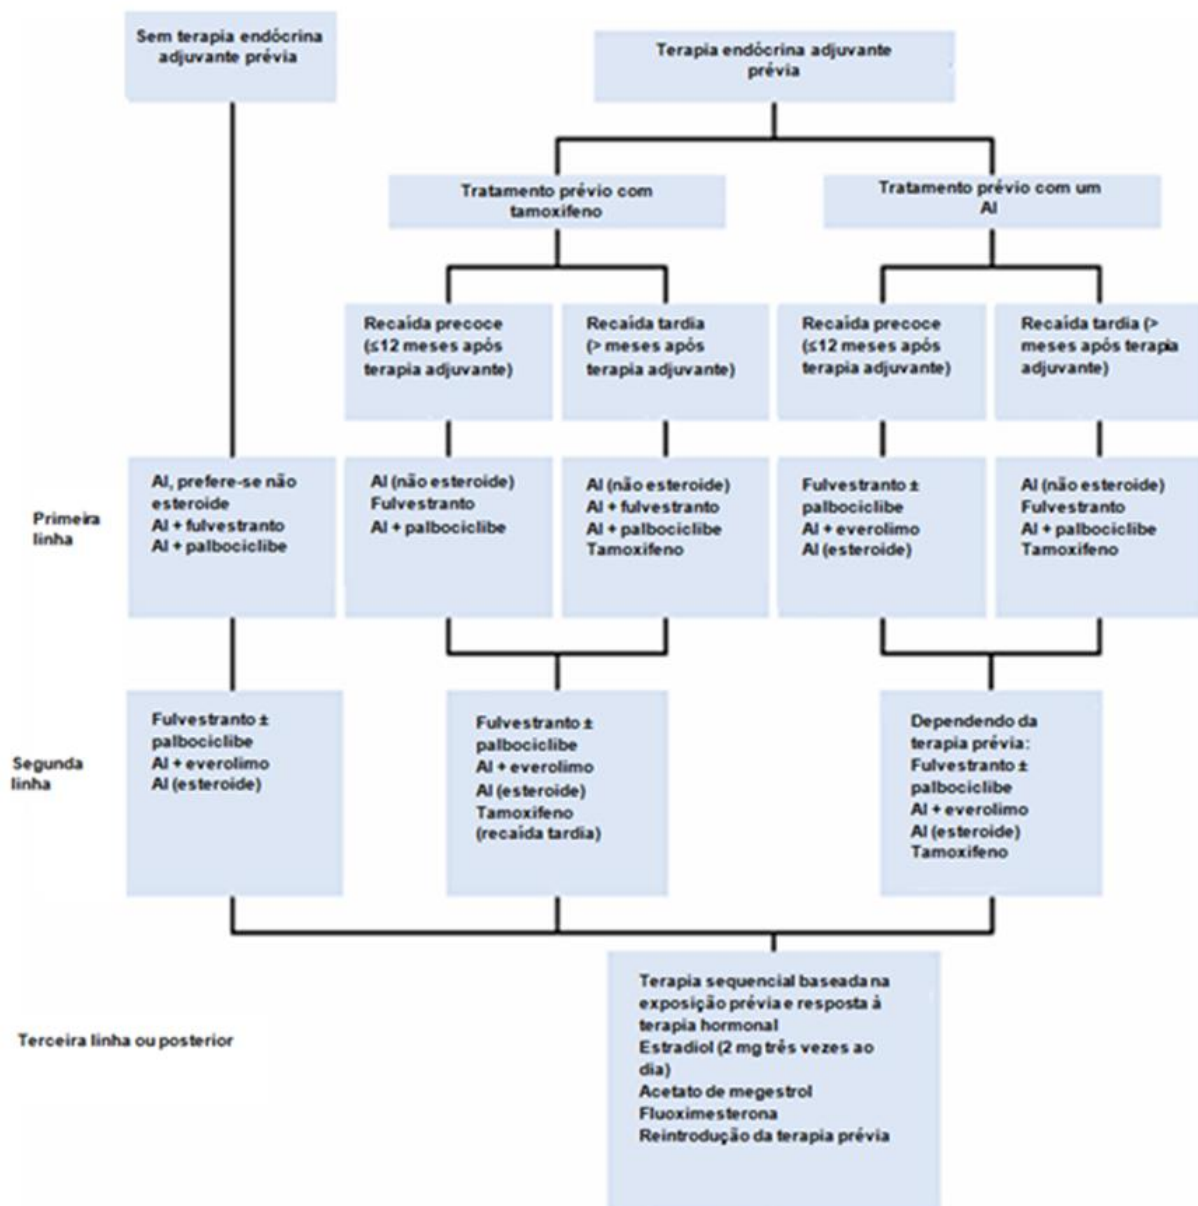 Sem terapia endócrina
adjuvante prévia
Terapia endócrina adjuvante
prévia
Tratamento prévio com
tamoxifeno
Tratamento prévio com um
AI
Recaída precoce
(≤12 meses após
terapia adjuvante)
Recaída tardia
(> meses após
terapia adjuvante)
Recaída precoce
(≤12 meses após
terapia adjuvante)
Recaída tardia (>
meses após terapia
adjuvante)
Primeira
linha
AI, prefere-se não
esteroide
AI + fulvestranto
AI + palbociclibe
AI (não esteroide)
Fulvestranto
AI + palbociclibe
AI (não esteroide)
AI + fulvestranto
AI + palbociclibe
Tamoxifeno
Fulvestranto ±
palbociclibe
AI + everolimo
AI (esteroide)
AI (não esteroide)
Fulvestranto
AI + palbociclibe
Tamoxifeno
Segunda
linha
Fulvestranto ±
palbociclibe
AI + everolimo
AI (esteroide)
Fulvestranto ±
palbociclibe
AI + everolimo
AI (esteroide)
Tamoxifeno
(recaída tardia)
Dependendo da
terapia prévia:
Fulvestranto ±
palbociclibe
AI + everolimo
AI (esteroide)
Tamoxifeno
Terceira linha ou posterior
Terapia sequencial baseada na
exposição prévia e resposta à
terapia hormonal
Estradiol (2 mg três vezes ao
dia)
Acetato de megestrol
Fluoximesterona
Reintrodução da terapia prévia